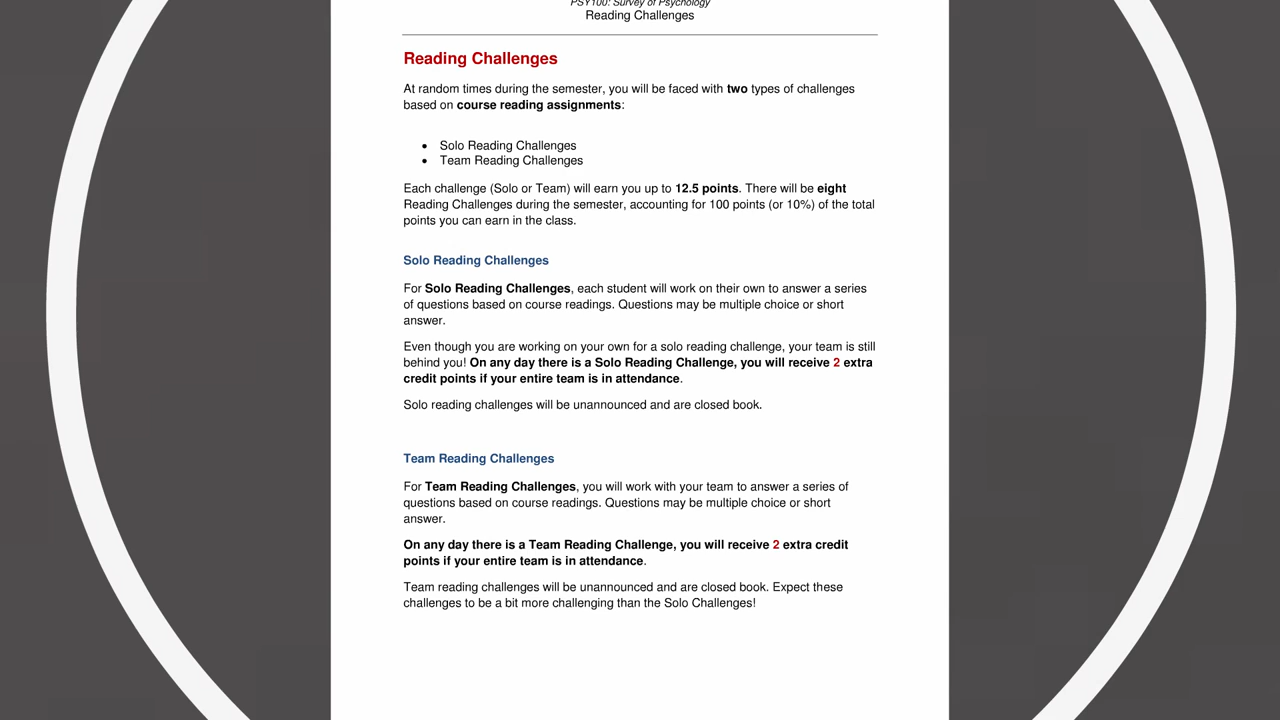 PSY100: Survey of Psychology
Reading Challenges
Reading Challenges
At random times during the semester, you will be faced with two types of challenges
based on course reading assignments:
• Solo Reading Challenges
• Team Reading Challenges
Each challenge (Solo or Team) will earn you up to 12.5 points. There will be eight
Reading Challenges during the semester, accounting for 100 points (or 10%) of the total
points you can earn in the class.
Solo Reading Challenges
For Solo Reading Challenges, each student will work on their own to answer a series
of questions based on course readings. Questions may be multiple choice or short
answer.
Even though you are working on your own for a solo reading challenge, your team is still
behind you! On any day there is a Solo Reading Challenge, you will receive 2 extra
credit points if your entire team is in attendance.
Solo reading challenges will be unannounced and are closed book.
Team Reading Challenges
For Team Reading Challenges, you will work with your team to answer a series of
questions based on course readings. Questions may be multiple choice or short
answer.
On any day there is a Team Reading Challenge, you will receive 2 extra credit
points if your entire team is in attendance.
Team reading challenges will be unannounced and are closed book. Expect these
challenges to be a bit more challenging than the Solo Challenges!